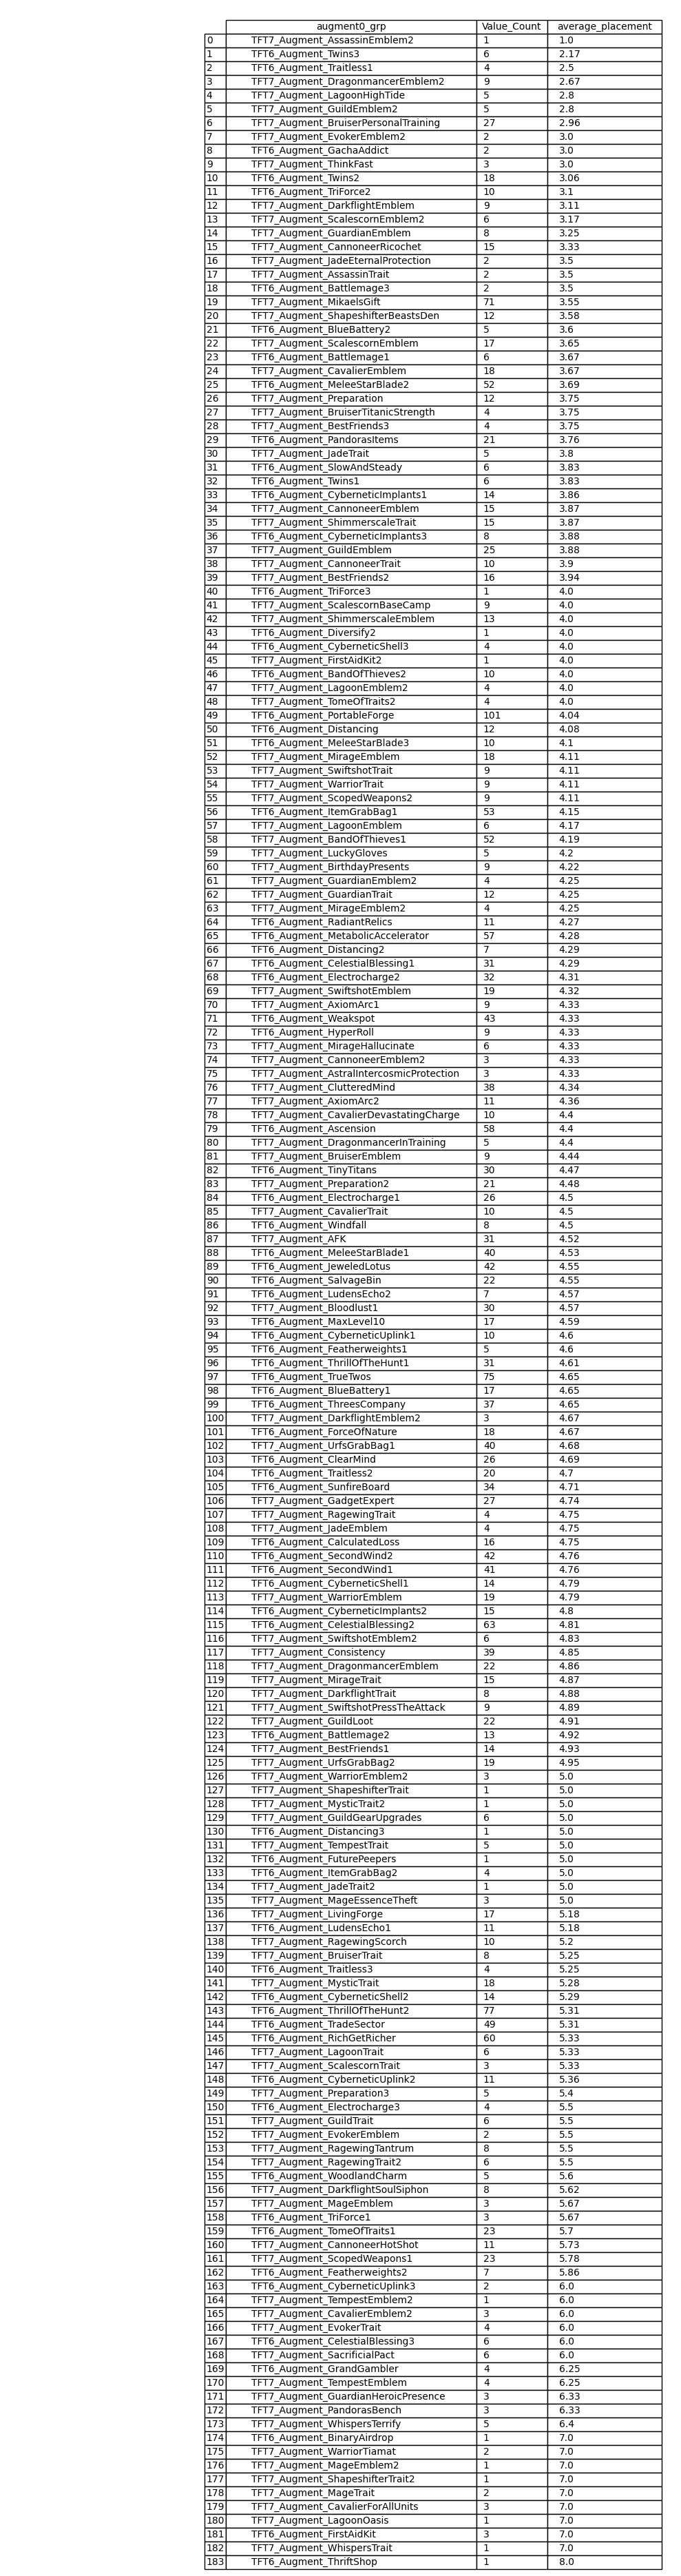 augment0_grp Value_Count average_placement
0 TFT7_Augment_AssassinEmblem2 1 1.0
1 TFT6_Augment_Twins3 6 2.17
2 TFT6_Augment_Traitless1 4 2.5
3 TFT7_Augment_DragonmancerEmblem2 9 2.67
4 TFT7_Augment_LagoonHighTide 5 2.8
5 TFT7_Augment_GuildEmblem2 5 2.8
6 TFT7_Augment_BruiserPersonalTraining 27 2.96
7 TFT7_Augment_EvokerEmblem2 2 3.0
8 TFT6_Augment_GachaAddict 2 3.0
9 TFT7_Augment_ThinkFast 3 3.0
10 TFT6_Augment_Twins2 18 3.06
11 TFT6_Augment_TriForce2 10 3.1
12 TFT7_Augment_DarkflightEmblem 9 3.11
13 TFT7_Augment_ScalescornEmblem2 6 3.17
14 TFT7_Augment_GuardianEmblem 8 3.25
15 TFT7_Augment_CannoneerRicochet 15 3.33
16 TFT7_Augment_JadeEternalProtection 2 3.5
17 TFT7_Augment_AssassinTrait 2 3.5
18 TFT6_Augment_Battlemage3 2 3.5
19 TFT7_Augment_MikaelsGift 71 3.55
20 TFT7_Augment_ShapeshifterBeastsDen 12 3.58
21 TFT6_Augment_BlueBattery2 5 3.6
22 TFT7_Augment_ScalescornEmblem 17 3.65
23 TFT6_Augment_Battlemage1 6 3.67
24 TFT7_Augment_CavalierEmblem 18 3.67
25 TFT6_Augment_MeleeStarBlade2 52 3.69
26 TFT7_Augment_Preparation 12 3.75
27 TFT7_Augment_BruiserTitanicStrength 4 3.75
28 TFT7_Augment_BestFriends3 4 3.75
29 TFT6_Augment_PandorasItems 21 3.76
30 TFT7_Augment_JadeTrait 5 3.8
31 TFT6_Augment_SlowAndSteady 6 3.83
32 TFT6_Augment_Twins1 6 3.83
33 TFT6_Augment_CyberneticImplants1 14 3.86
34 TFT7_Augment_CannoneerEmblem 15 3.87
35 TFT7_Augment_ShimmerscaleTrait 15 3.87
36 TFT6_Augment_CyberneticImplants3 8 3.88
37 TFT7_Augment_GuildEmblem 25 3.88
38 TFT7_Augment_CannoneerTrait 10 3.9
39 TFT7_Augment_BestFriends2 16 3.94
40 TFT6_Augment_TriForce3 1 4.0
41 TFT7_Augment_ScalescornBaseCamp 9 4.0
42 TFT7_Augment_ShimmerscaleEmblem 13 4.0
43 TFT6_Augment_Diversify2 1 4.0
44 TFT6_Augment_CyberneticShell3 4 4.0
45 TFT7_Augment_FirstAidKit2 1 4.0
46 TFT7_Augment_BandOfThieves2 10 4.0
47 TFT7_Augment_LagoonEmblem2 4 4.0
48 TFT7_Augment_TomeOfTraits2 4 4.0
49 TFT6_Augment_PortableForge 101 4.04
50 TFT6_Augment_Distancing 12 4.08
51 TFT6_Augment_MeleeStarBlade3 10 4.1
52 TFT7_Augment_MirageEmblem 18 4.11
53 TFT7_Augment_SwiftshotTrait 9 4.11
54 TFT7_Augment_WarriorTrait 9 4.11
55 TFT7_Augment_ScopedWeapons2 9 4.11
56 TFT6_Augment_ItemGrabBag1 53 4.15
57 TFT7_Augment_LagoonEmblem 6 4.17
58 TFT7_Augment_BandOfThieves1 52 4.19
59 TFT7_Augment_LuckyGloves 5 4.2
60 TFT7_Augment_BirthdayPresents 9 4.22
61 TFT7_Augment_GuardianEmblem2 4 4.25
62 TFT7_Augment_GuardianTrait 12 4.25
63 TFT7_Augment_MirageEmblem2 4 4.25
64 TFT6_Augment_RadiantRelics 11 4.27
65 TFT6_Augment_MetabolicAccelerator 57 4.28
66 TFT6_Augment_Distancing2 7 4.29
67 TFT6_Augment_CelestialBlessing1 31 4.29
68 TFT6_Augment_Electrocharge2 32 4.31
69 TFT7_Augment_SwiftshotEmblem 19 4.32
70 TFT7_Augment_AxiomArc1 9 4.33
71 TFT6_Augment_Weakspot 43 4.33
72 TFT6_Augment_HyperRoll 9 4.33
73 TFT7_Augment_MirageHallucinate 6 4.33
74 TFT7_Augment_CannoneerEmblem2 3 4.33
75 TFT7_Augment_AstralIntercosmicProtection 3 4.33
76 TFT7_Augment_ClutteredMind 38 4.34
77 TFT7_Augment_AxiomArc2 11 4.36
78 TFT7_Augment_CavalierDevastatingCharge 10 4.4
79 TFT6_Augment_Ascension 58 4.4
80 TFT7_Augment_DragonmancerInTraining 5 4.4
81 TFT7_Augment_BruiserEmblem 9 4.44
82 TFT6_Augment_TinyTitans 30 4.47
83 TFT7_Augment_Preparation2 21 4.48
84 TFT6_Augment_Electrocharge1 26 4.5
85 TFT7_Augment_CavalierTrait 10 4.5
86 TFT6_Augment_Windfall 8 4.5
87 TFT7_Augment_AFK 31 4.52
88 TFT6_Augment_MeleeStarBlade1 40 4.53
89 TFT6_Augment_JeweledLotus 42 4.55
90 TFT6_Augment_SalvageBin 22 4.55
91 TFT6_Augment_LudensEcho2 7 4.57
92 TFT7_Augment_Bloodlust1 30 4.57
93 TFT6_Augment_MaxLevel10 17 4.59
94 TFT6_Augment_CyberneticUplink1 10 4.6
95 TFT6_Augment_Featherweights1 5 4.6
96 TFT6_Augment_ThrillOfTheHunt1 31 4.61
97 TFT6_Augment_TrueTwos 75 4.65
98 TFT6_Augment_BlueBattery1 17 4.65
99 TFT6_Augment_ThreesCompany 37 4.65
100 TFT7_Augment_DarkflightEmblem2 3 4.67
101 TFT6_Augment_ForceOfNature 18 4.67
102 TFT7_Augment_UrfsGrabBag1 40 4.68
103 TFT6_Augment_ClearMind 26 4.69
104 TFT6_Augment_Traitless2 20 4.7
105 TFT6_Augment_SunfireBoard 34 4.71
106 TFT7_Augment_GadgetExpert 27 4.74
107 TFT7_Augment_RagewingTrait 4 4.75
108 TFT7_Augment_JadeEmblem 4 4.75
109 TFT6_Augment_CalculatedLoss 16 4.75
110 TFT6_Augment_SecondWind2 42 4.76
111 TFT6_Augment_SecondWind1 41 4.76
112 TFT6_Augment_CyberneticShell1 14 4.79
113 TFT7_Augment_WarriorEmblem 19 4.79
114 TFT6_Augment_CyberneticImplants2 15 4.8
115 TFT6_Augment_CelestialBlessing2 63 4.81
116 TFT7_Augment_SwiftshotEmblem2 6 4.83
117 TFT7_Augment_Consistency 39 4.85
118 TFT7_Augment_DragonmancerEmblem 22 4.86
119 TFT7_Augment_MirageTrait 15 4.87
120 TFT7_Augment_DarkflightTrait 8 4.88
121 TFT7_Augment_SwiftshotPressTheAttack 9 4.89
122 TFT7_Augment_GuildLoot 22 4.91
123 TFT6_Augment_Battlemage2 13 4.92
124 TFT7_Augment_BestFriends1 14 4.93
125 TFT7_Augment_UrfsGrabBag2 19 4.95
126 TFT7_Augment_WarriorEmblem2 3 5.0
127 TFT7_Augment_ShapeshifterTrait 1 5.0
128 TFT7_Augment_MysticTrait2 1 5.0
129 TFT7_Augment_GuildGearUpgrades 6 5.0
130 TFT6_Augment_Distancing3 1 5.0
131 TFT7_Augment_TempestTrait 5 5.0
132 TFT6_Augment_FuturePeepers 1 5.0
133 TFT6_Augment_ItemGrabBag2 4 5.0
134 TFT7_Augment_JadeTrait2 1 5.0
135 TFT7_Augment_MageEssenceTheft 3 5.0
136 TFT7_Augment_LivingForge 17 5.18
137 TFT6_Augment_LudensEcho1 11 5.18
138 TFT7_Augment_RagewingScorch 10 5.2
139 TFT7_Augment_BruiserTrait 8 5.25
140 TFT6_Augment_Traitless3 4 5.25
141 TFT7_Augment_MysticTrait 18 5.28
142 TFT6_Augment_CyberneticShell2 14 5.29
143 TFT6_Augment_ThrillOfTheHunt2 77 5.31
144 TFT6_Augment_TradeSector 49 5.31
145 TFT6_Augment_RichGetRicher 60 5.33
146 TFT7_Augment_LagoonTrait 6 5.33
147 TFT7_Augment_ScalescornTrait 3 5.33
148 TFT6_Augment_CyberneticUplink2 11 5.36
149 TFT7_Augment_Preparation3 5 5.4
150 TFT6_Augment_Electrocharge3 4 5.5
151 TFT7_Augment_GuildTrait 6 5.5
152 TFT7_Augment_EvokerEmblem 2 5.5
153 TFT7_Augment_RagewingTantrum 8 5.5
154 TFT7_Augment_RagewingTrait2 6 5.5
155 TFT6_Augment_WoodlandCharm 5 5.6
156 TFT7_Augment_DarkflightSoulSiphon 8 5.62
157 TFT7_Augment_MageEmblem 3 5.67
158 TFT6_Augment_TriForce1 3 5.67
159 TFT6_Augment_TomeOfTraits1 23 5.7
160 TFT7_Augment_CannoneerHotShot 11 5.73
161 TFT7_Augment_ScopedWeapons1 23 5.78
162 TFT6_Augment_Featherweights2 7 5.86
163 TFT6_Augment_CyberneticUplink3 2 6.0
164 TFT7_Augment_TempestEmblem2 1 6.0
165 TFT7_Augment_CavalierEmblem2 3 6.0
166 TFT7_Augment_EvokerTrait 4 6.0
167 TFT6_Augment_CelestialBlessing3 6 6.0
168 TFT7_Augment_SacrificialPact 6 6.0
169 TFT6_Augment_GrandGambler 4 6.25
170 TFT7_Augment_TempestEmblem 4 6.25
171 TFT7_Augment_GuardianHeroicPresence 3 6.33
172 TFT7_Augment_PandorasBench 3 6.33
173 TFT7_Augment_WhispersTerrify 5 6.4
174 TFT6_Augment_BinaryAirdrop 1 7.0
175 TFT7_Augment_WarriorTiamat 2 7.0
176 TFT7_Augment_MageEmblem2 1 7.0
177 TFT7_Augment_ShapeshifterTrait2 1 7.0
178 TFT7_Augment_MageTrait 2 7.0
179 TFT7_Augment_CavalierForAllUnits 3 7.0
180 TFT7_Augment_LagoonOasis 1 7.0
181 TFT6_Augment_FirstAidKit 3 7.0
182 TFT7_Augment_WhispersTrait 1 7.0
183 TFT6_Augment_ThriftShop 1 8.0